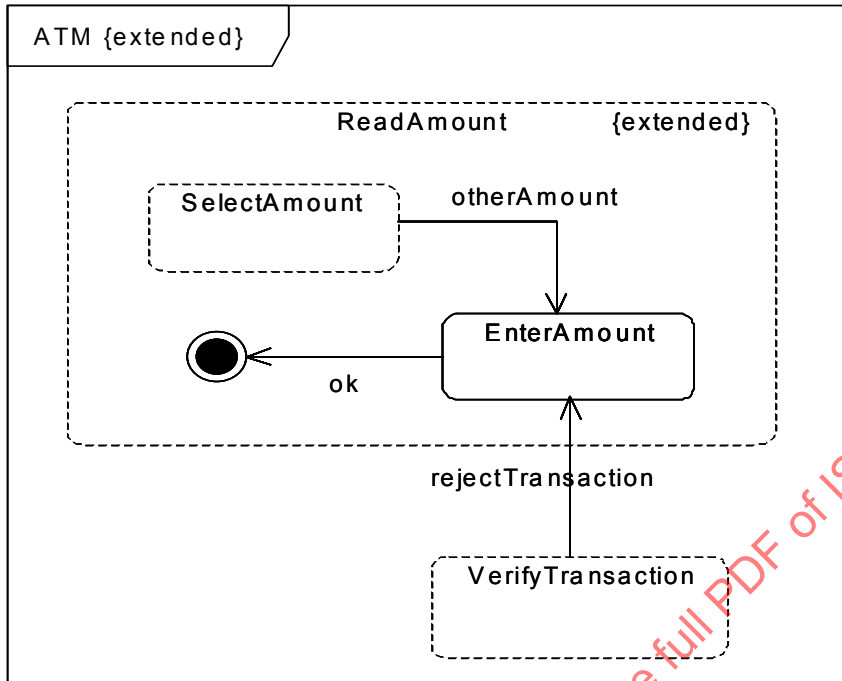 ATM {extended}
ReadAmount {extended}
SelectAmount
otherAmount
EnterAmount
ok
rejectTransaction
VerifyTransaction
full PDF of